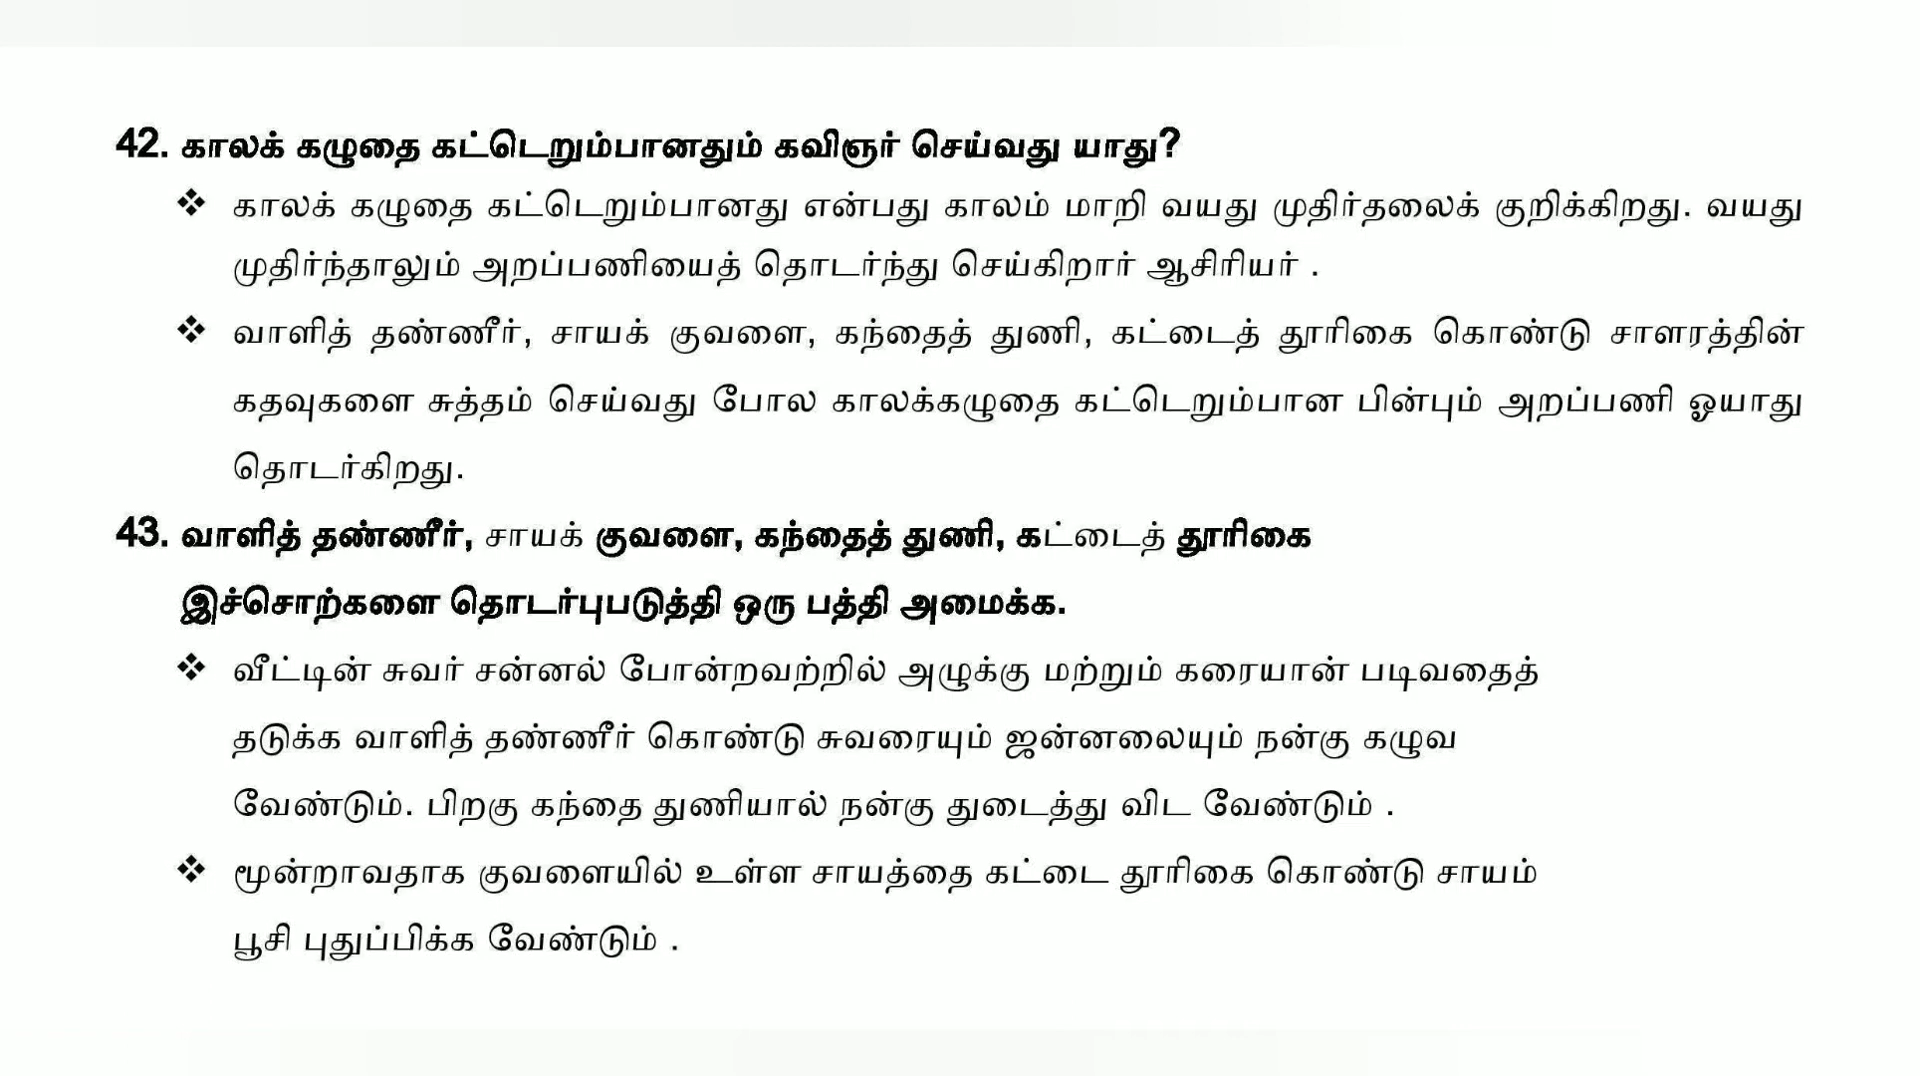 42. காலக் கழுதை கட்டெறும்பானதும் கவிஞர் செய்வது யாது?
❖ காலக் கழுதை கட்டெறும்பானது என்பது காலம் மாறி வயது முதிர்தலைக் குறிக்கிறது. வயது
முதிர்ந்தாலும் அறப்பணியைத் தொடர்ந்து செய்கிறார் ஆசிரியர் .
❖ வாளித் தண்ணீர், சாயக் குவளை, கந்தைத் துணி, கட்டைத் தூரிகை கொண்டு சாளரத்தின்
கதவுகளை சுத்தம் செய்வது போல காலக்கழுதை கட்டெறும்பான பின்பும் அறப்பணி ஓயாது
தொடர்கிறது.
43. வாளித் தண்ணீர், சாயக் குவளை, கந்தைத் துணி, கட்டைத் தூரிகை
இச்சொற்களை தொடர்புபடுத்தி ஒரு பத்தி அமைக்க.
❖ வீட்டின் சுவர் சன்னல் போன்றவற்றில் அழுக்கு மற்றும் கரையான் படிவதைத்
தடுக்க வாளித் தண்ணீர் கொண்டு சுவரையும் ஜன்னலையும் நன்கு கழுவ
வேண்டும். பிறகு கந்தை துணியால் நன்கு துடைத்து விட வேண்டும் .
❖ மூன்றாவதாக குவளையில் உள்ள சாயத்தை கட்டை தூரிகை கொண்டு சாயம்
பூசி புதுப்பிக்க வேண்டும் .